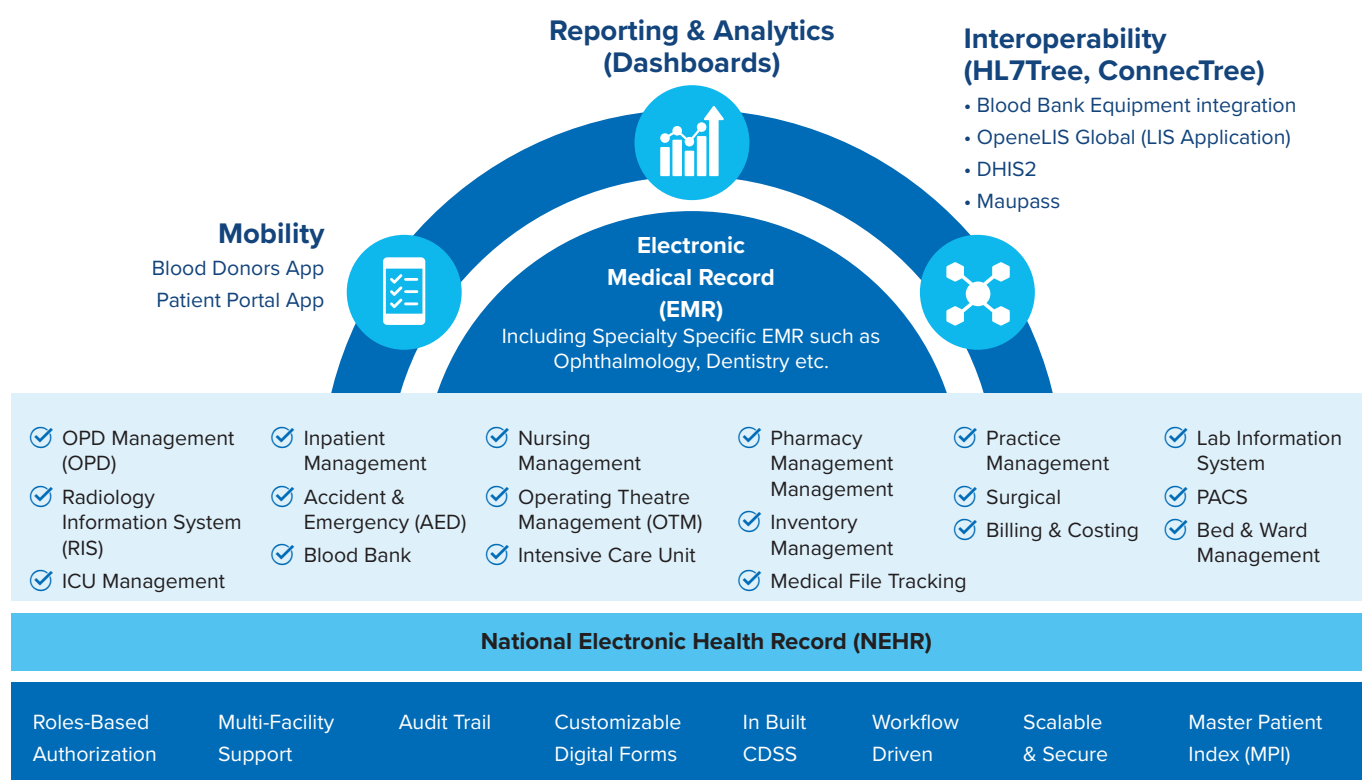 Reporting & Analytics
(Dashboards)
Interoperability
(HL7Tree, ConnecTree)
• Blood Bank Equipment integration
• OpeneLIS Global (LIS Application)
• DHIS2
• Maupass
Mobility
Blood Donors App
Patient Portal App
Electronic
Medical Record
(EMR)
Including Specialty Specific EMR such as
Ophthalmology, Dentistry etc.
OPD Management
(OPD)
Radiology
Information System
(RIS)
ICU Management
Inpatient
Management
Accident &
Emergency (AED)
Blood Bank
Nursing
Management
Operating Theatre
Management (OTM)
Intensive Care Unit
Pharmacy
Management
Management
Inventory
Management
Medical File Tracking
Practice
Management
Surgical
Billing & Costing
Lab Information
System
PACS
Bed & Ward
Management
National Electronic Health Record (NEHR)
Roles-Based
Authorization
Multi-Facility
Support
Audit Trail
Customizable
Digital Forms
In Built
CDSS
Workflow
Driven
Scalable
& Secure
Master Patient
Index (MPI)